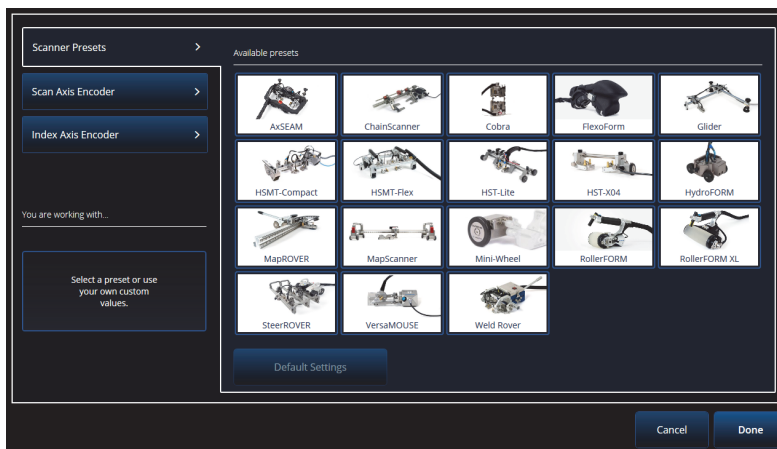 Scanner Presets
Scan Axis Encoder
Index Axis Encoder
You are working with...
Select a preset or use
your own custom
values.
Available presets
AxSEAM
ChainScanner
Cobra
FlexoForm
Glider
HSMT-Compact
HSMT-Flex
HST-Lite
HST-X04
HydroFORM
MapROVER
MapScanner
Mini-Wheel
RollerFORM
RollerFORM XL
SteerROVER
VersaMOUSE
Weld Rover
Default Settings
Cancel
Done